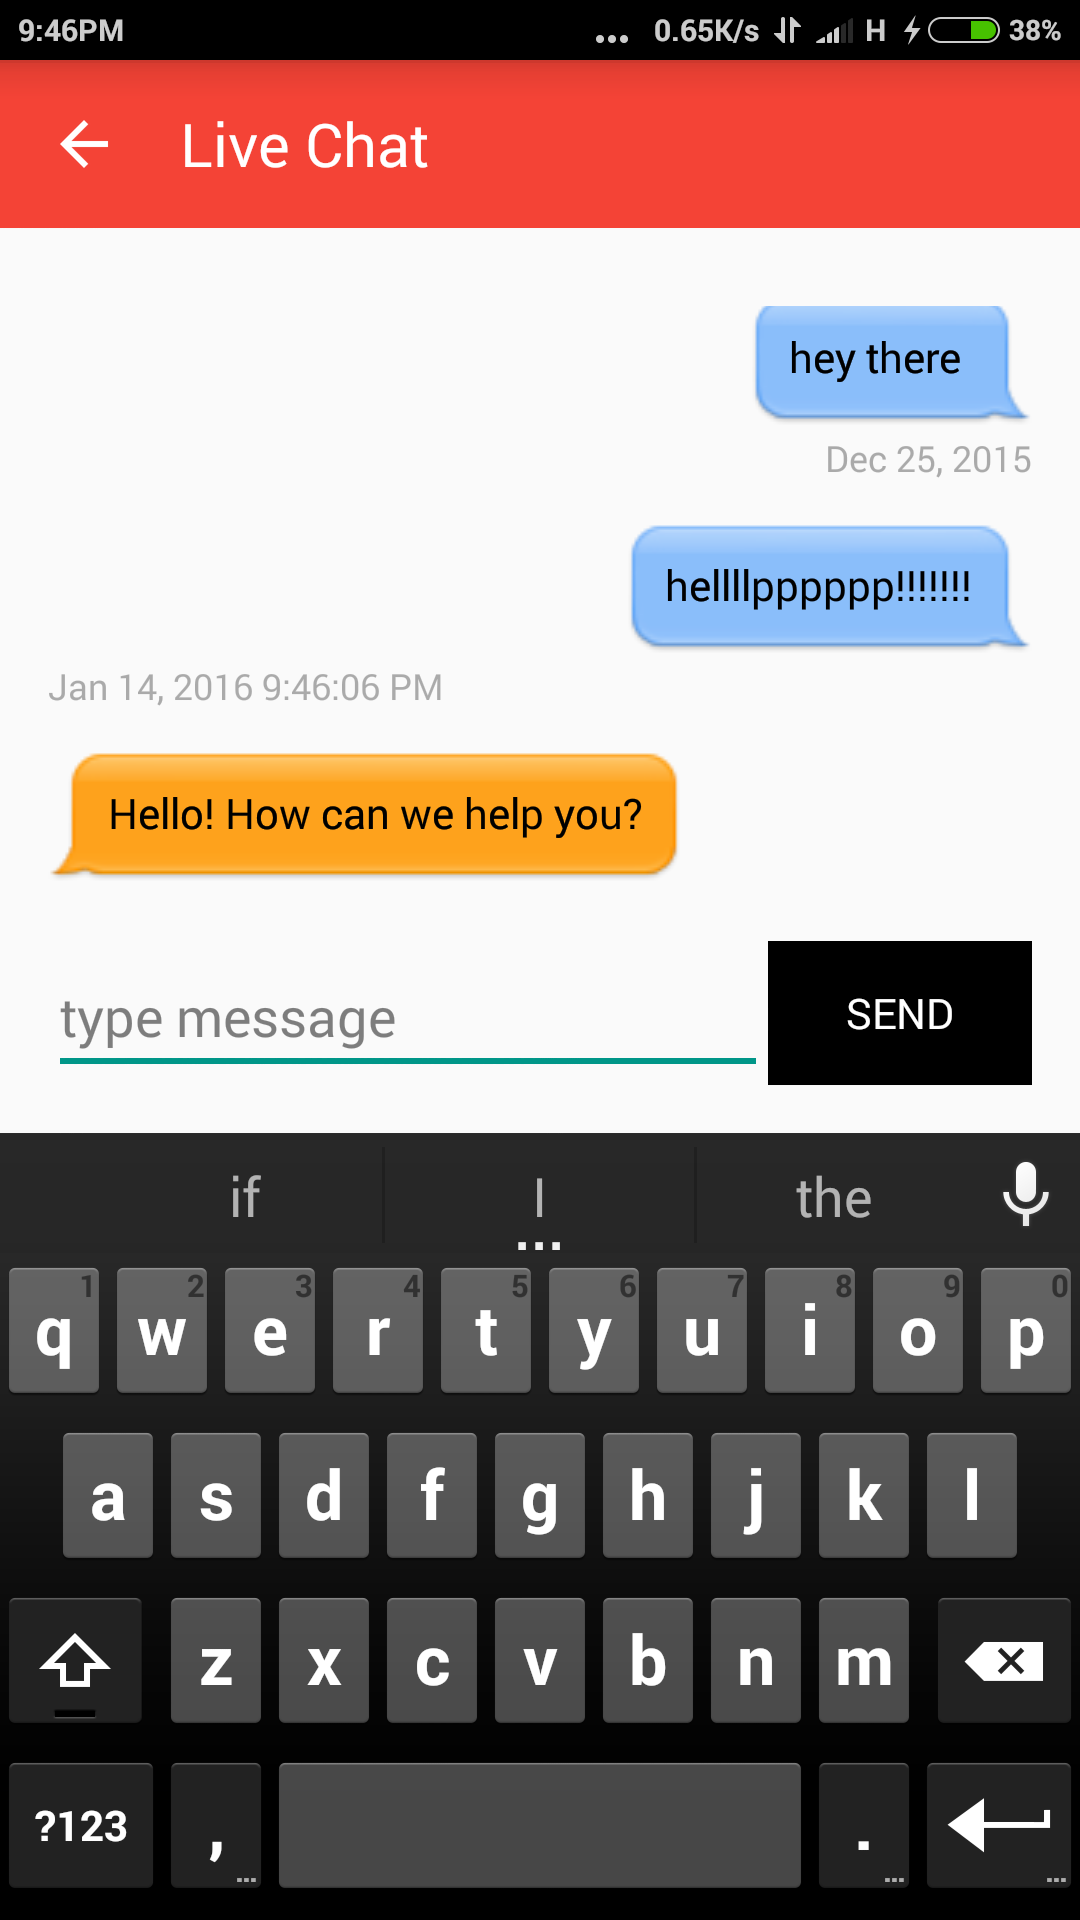 9:46PM ... 0.65K/s H 38%
Live Chat
hey there
Dec 25, 2015
hellllpppppp!!!!!!!
Jan 14, 2016 9:46:06 PM
Hello! How can we help you?
type message
SEND
if I the
...
1 2 3 4 5 6 7 8 9 0
q w e r t y u i o p
a s d f g h j k l
z x c v b n m
?123 , .